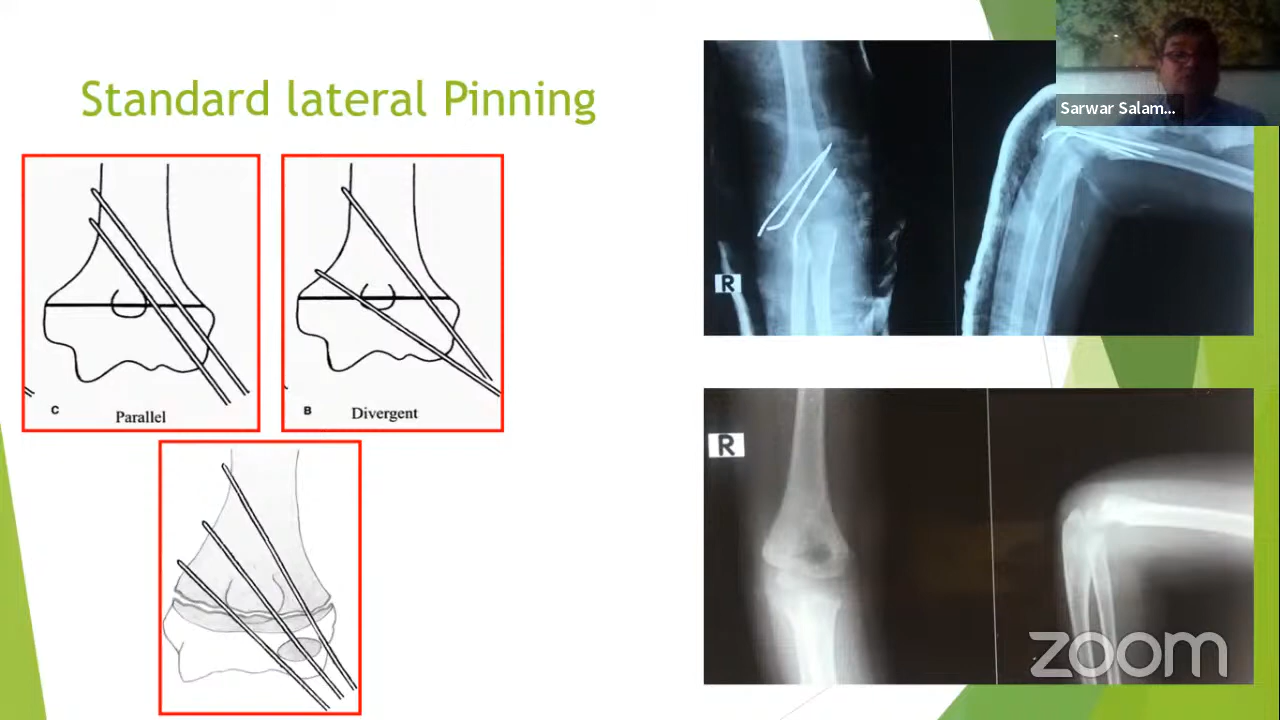 Standard lateral Pinning
C
Parallel
B
Divergent
R
Sarwar Salam...
R
zoom